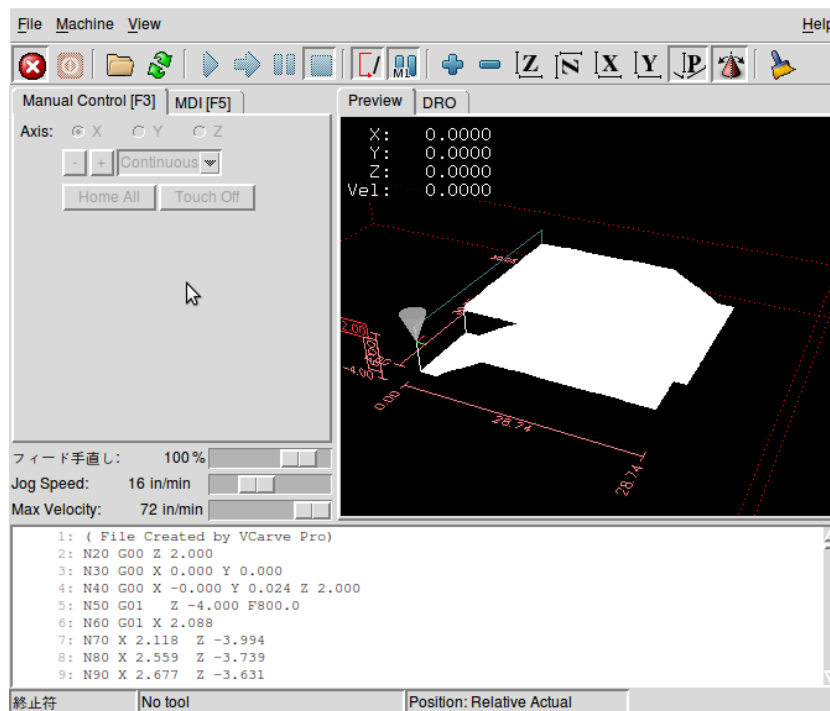 File Machine View Help
Z N X Y P
Manual Control [F3] MDI [F5]
Axis: X Y Z
- + Continuous
Home All Touch Off
Preview DRO
X: 0.0000
Y: 0.0000
Z: 0.0000
Vel: 0.0000
2.00
-4.00
0.00
28.74
28.74
フィード手直し: 100 %
Jog Speed: 16 in/min
Max Velocity: 72 in/min
1: ( File Created by VCarve Pro)
2: N20 G00 Z 2.000
3: N30 G00 X 0.000 Y 0.000
4: N40 G00 X -0.000 Y 0.024 Z 2.000
5: N50 G01 Z -4.000 F800.0
6: N60 G01 X 2.088
7: N70 X 2.118 Z -3.994
8: N80 X 2.559 Z -3.739
9: N90 X 2.677 Z -3.631
終止符 No tool Position: Relative Actual